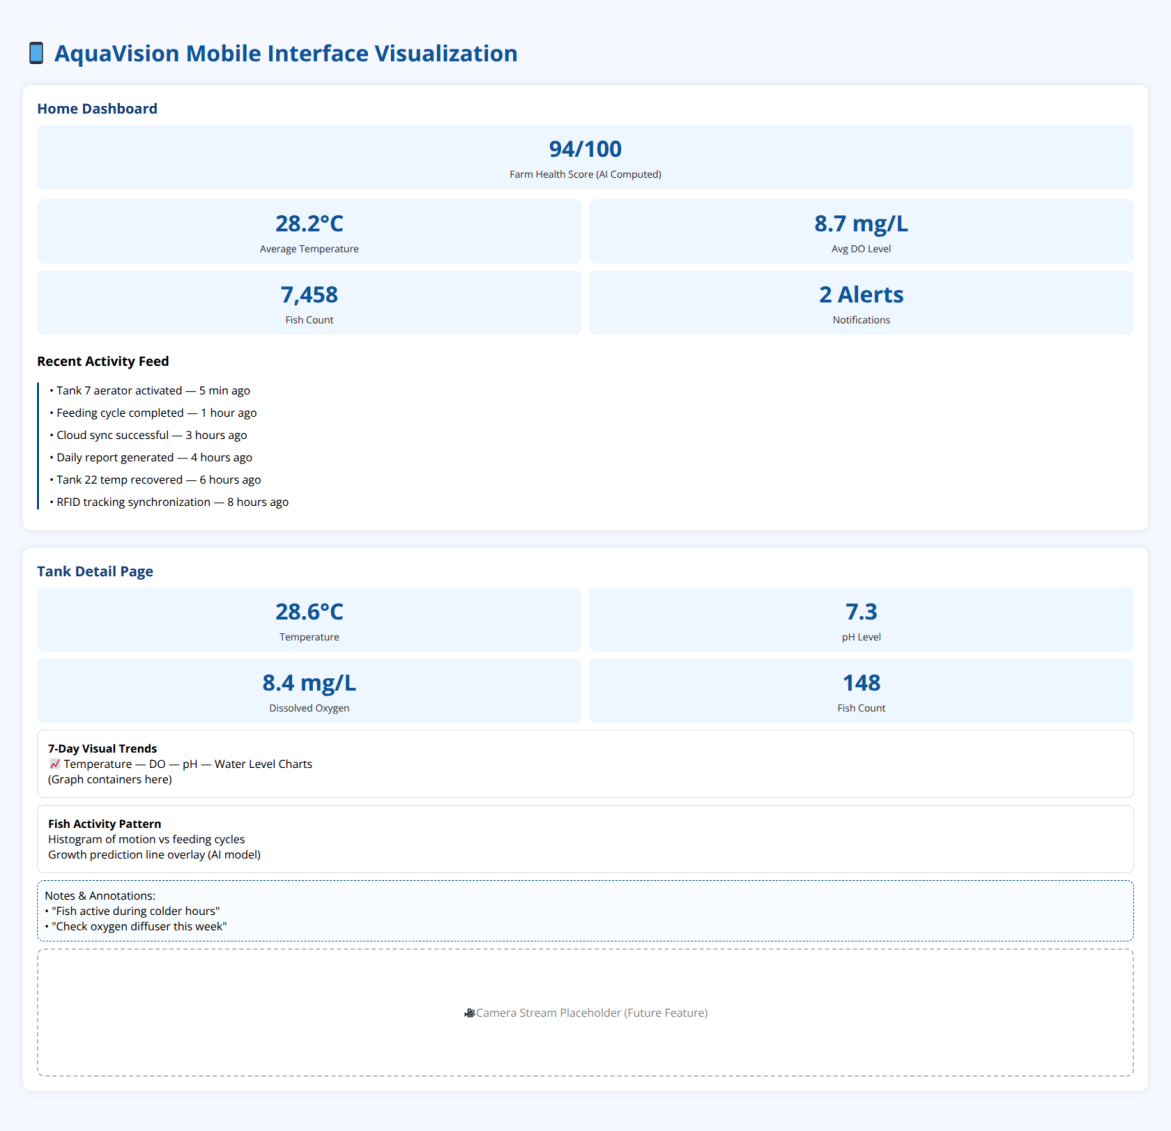 AquaVision Mobile Interface Visualization
Home Dashboard
94/100
Farm Health Score (AI Computed)
28.2°C
Average Temperature
8.7 mg/L
Avg DO Level
7,458
Fish Count
2 Alerts
Notifications
Recent Activity Feed
• Tank 7 aerator activated — 5 min ago
• Feeding cycle completed — 1 hour ago
• Cloud sync successful — 3 hours ago
• Daily report generated — 4 hours ago
• Tank 22 temp recovered — 6 hours ago
• RFID tracking synchronization — 8 hours ago
Tank Detail Page
28.6°C
Temperature
7.3
pH Level
8.4 mg/L
Dissolved Oxygen
148
Fish Count
7-Day Visual Trends
Temperature — DO — pH — Water Level Charts
(Graph containers here)
Fish Activity Pattern
Histogram of motion vs feeding cycles
Growth prediction line overlay (AI model)
Notes & Annotations:
• "Fish active during colder hours"
• "Check oxygen diffuser this week"
Camera Stream Placeholder (Future Feature)